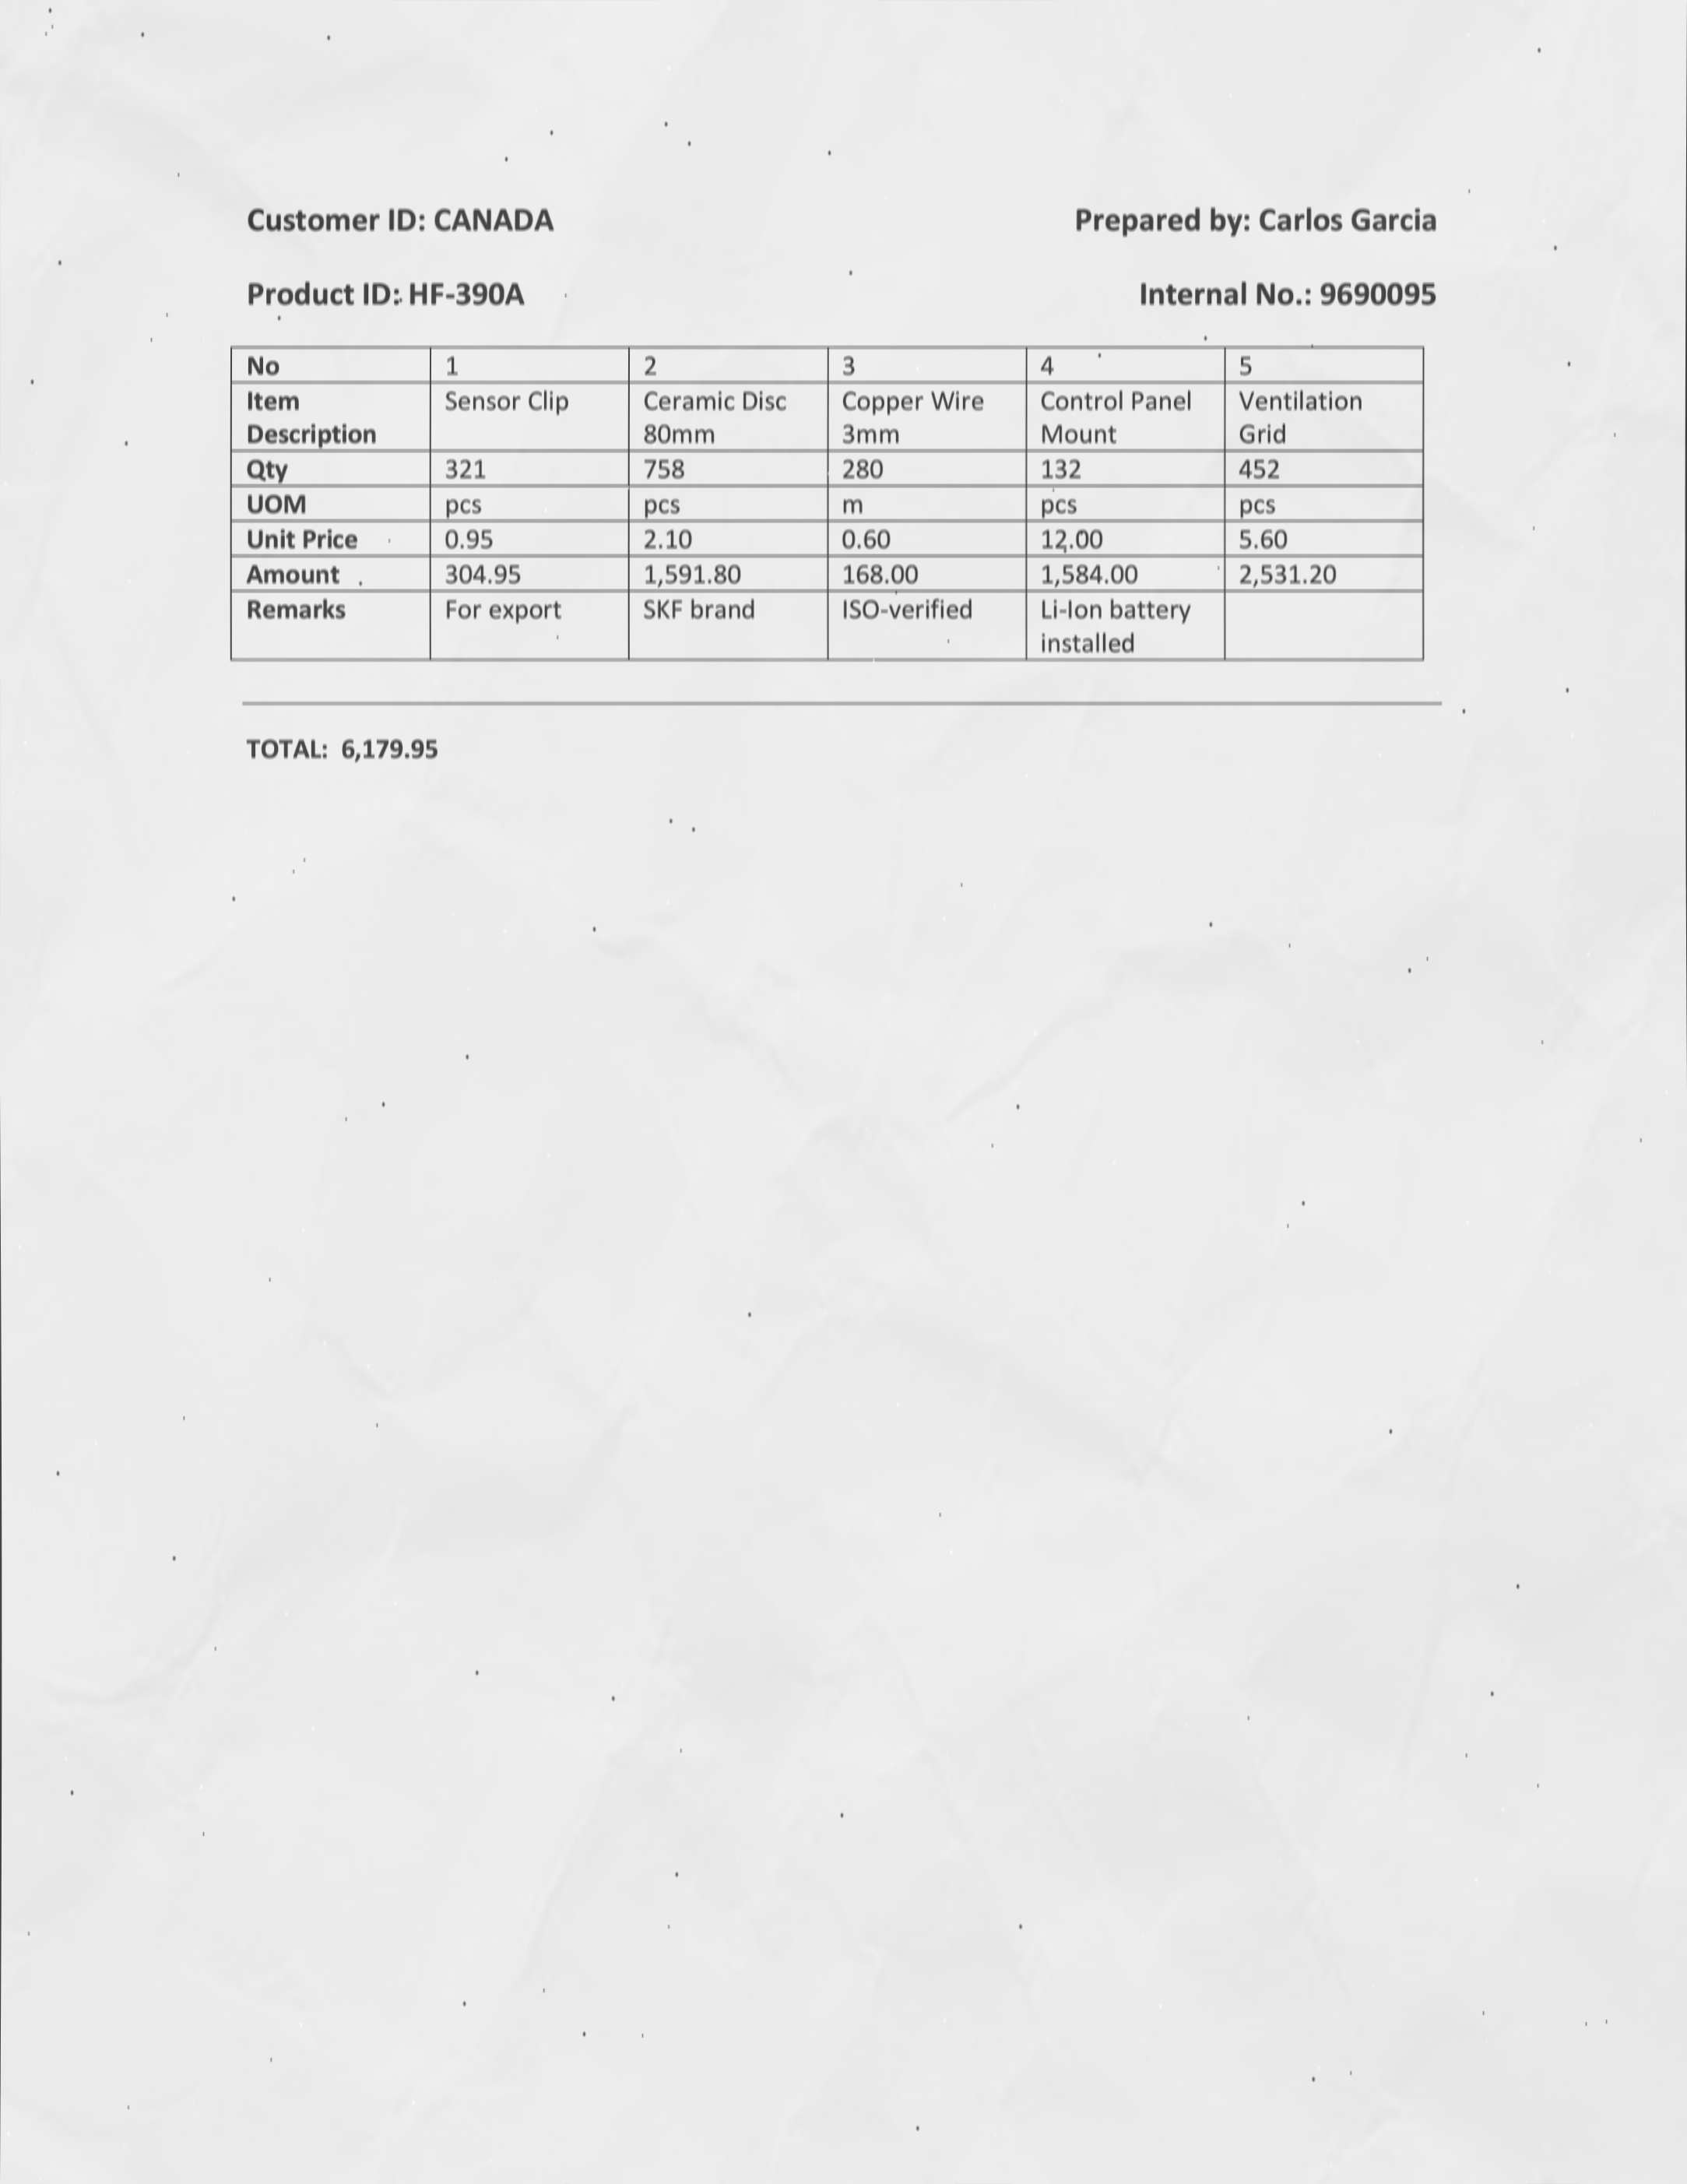 Customer ID: CANADA Prepared by: Carlos Garcia
Product ID: HF-390A Internal No.: 9690095
No 1 2 3 4 5
Item Sensor Clip Ceramic Disc Copper Wire Control Panel Ventilation
Description 80mm 3mm Mount Grid
Qty 321 758 280 132 452
UOM pcs pcs m pcs pcs
Unit Price 0.95 2.10 0.60 12.00 5.60
Amount 304.95 1,591.80 168.00 1,584.00 2,531.20
Remarks For export SKF brand ISO-verified Li-Ion battery
installed
TOTAL: 6,179.95